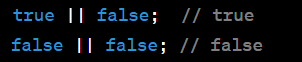 true || false;  // true
false || false; // false